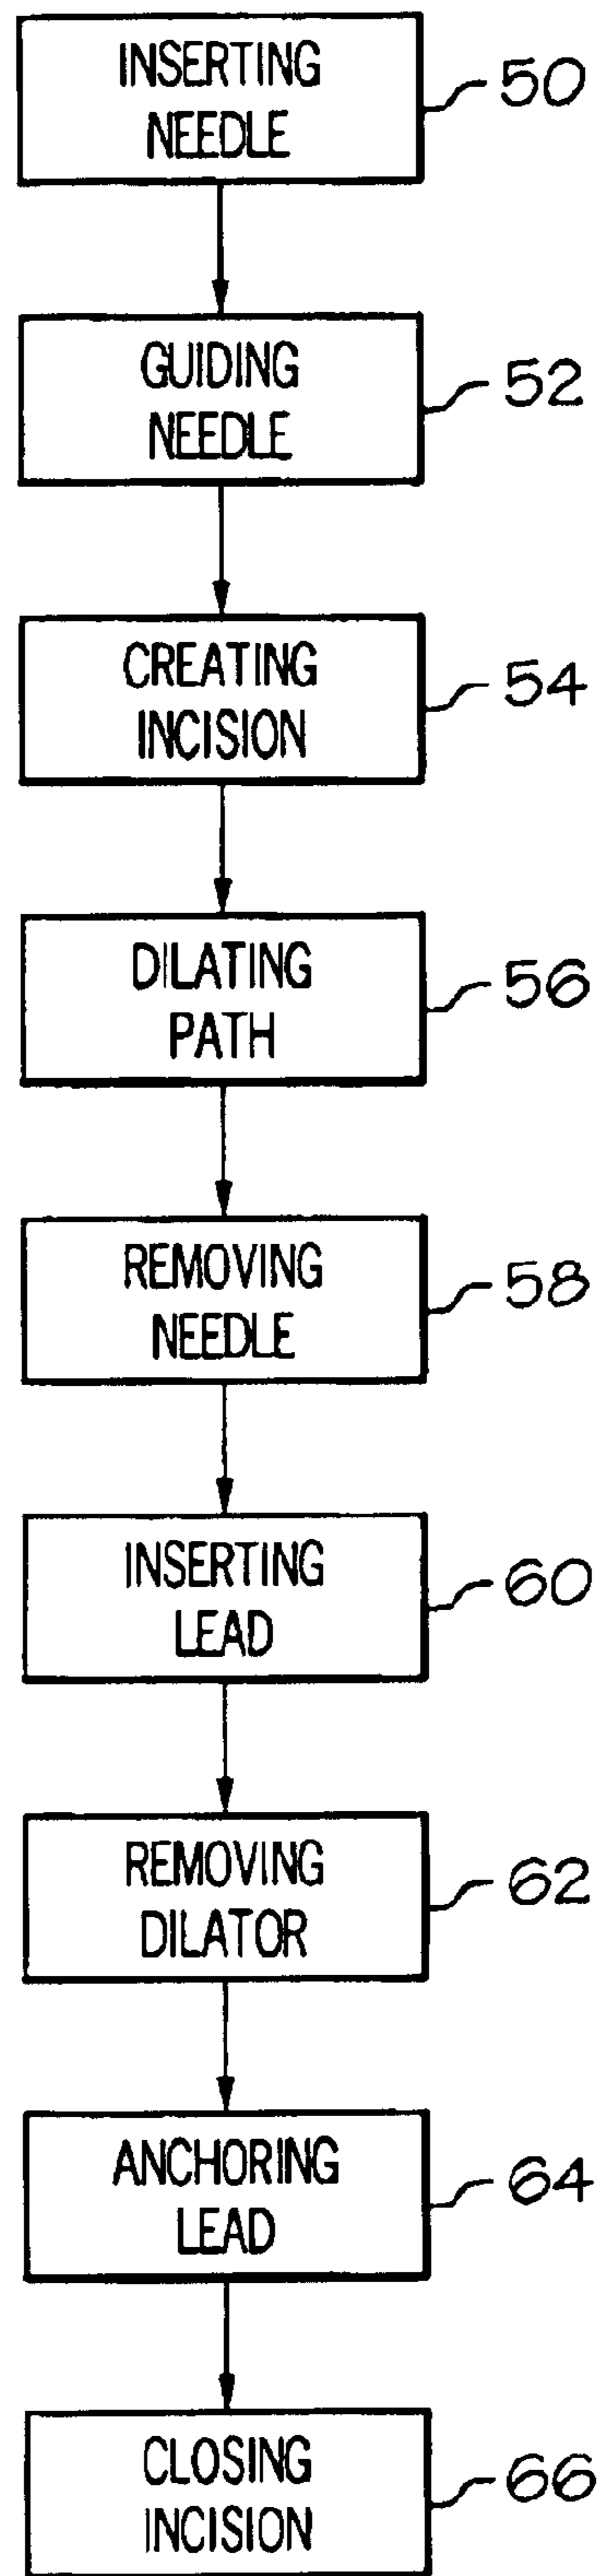 INSERTING
NEEDLE
50
GUIDING
NEEDLE
52
CREATING
INCISION
54
DILATING
PATH
56
REMOVING
NEEDLE
58
INSERTING
LEAD
60
REMOVING
DILATOR
62
ANCHORING
LEAD
64
CLOSING
INCISION
66